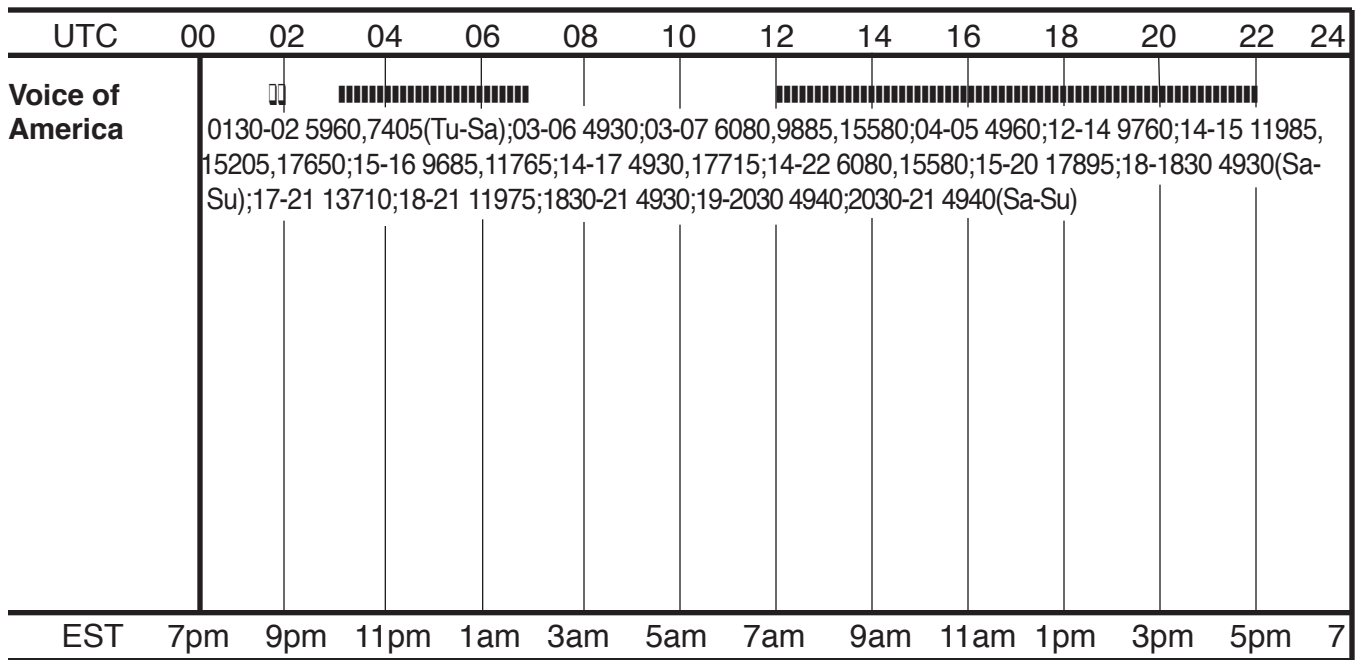 UTC 00 02 04 06 08 10 12 14 16 18 20 22 24
Voice of
America
0130-02 5960,7405(Tu-Sa);03-06 4930;03-07 6080,9885,15580;04-05 4960;12-14 9760;14-15 11985,
15205,17650;15-16 9685,11765;14-17 4930,17715;14-22 6080,15580;15-20 17895;18-1830 4930(Sa-
Su);17-21 13710;18-21 11975;1830-21 4930;19-2030 4940;2030-21 4940(Sa-Su)
EST 7pm 9pm 11pm 1am 3am 5am 7am 9am 11am 1pm 3pm 5pm 7